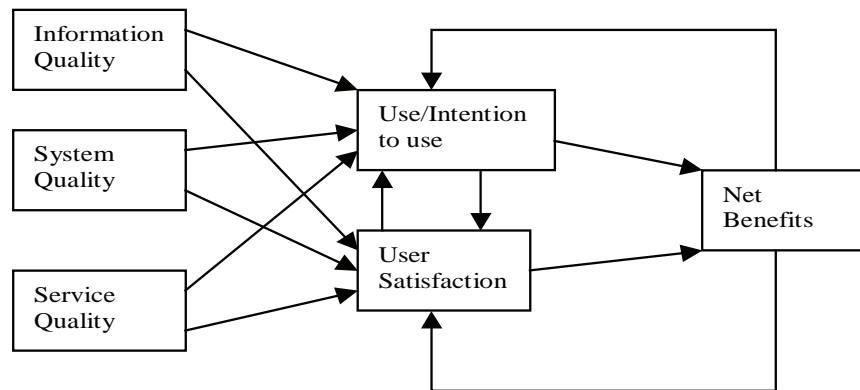 Information
Quality
System
Quality
Service
Quality
Use/Intention
to use
User
Satisfaction
Net
Benefits